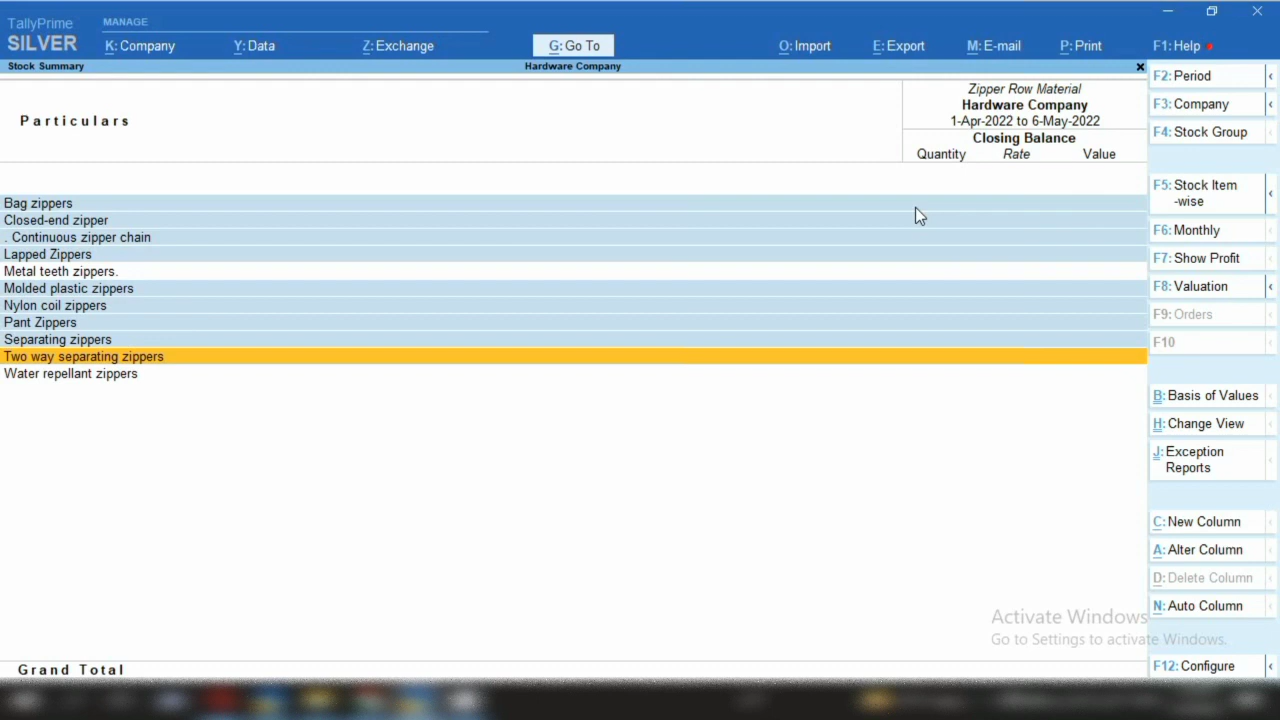 TallyPrime
SILVER
MANAGE
K: Company
Y: Data
Z: Exchange
G: Go To
O: Import
E: Export
M: E-mail
P: Print
F1: Help
Stock Summary
Hardware Company
Particulars
Zipper Row Material
Hardware Company
1-Apr-2022 to 6-May-2022
Closing Balance
Quantity Rate Value
Bag zippers
Closed-end zipper
. Continuous zipper chain
Lapped Zippers
Metal teeth zippers.
Molded plastic zippers
Nylon coil zippers
Pant Zippers
Separating zippers
Two way separating zippers
Water repellant zippers
Grand Total
F2: Period
F3: Company
F4: Stock Group
F5: Stock Item
-wise
F6: Monthly
F7: Show Profit
F8: Valuation
F9: Orders
F10
B: Basis of Values
H: Change View
J: Exception
Reports
C: New Column
A: Alter Column
D: Delete Column
N: Auto Column
Activate Windows
Go to Settings to activate Windows.
F12: Configure